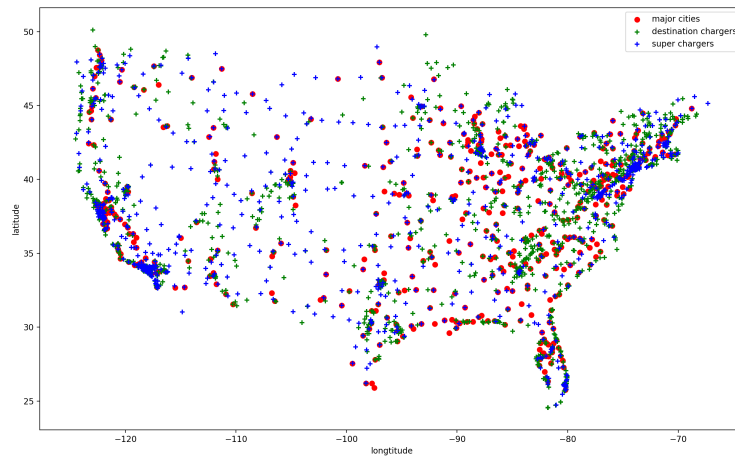 major cities
destination chargers
super chargers
50
45
40
35
30
25
latitude
−120
−110
−100
−90
−80
−70
longtitude